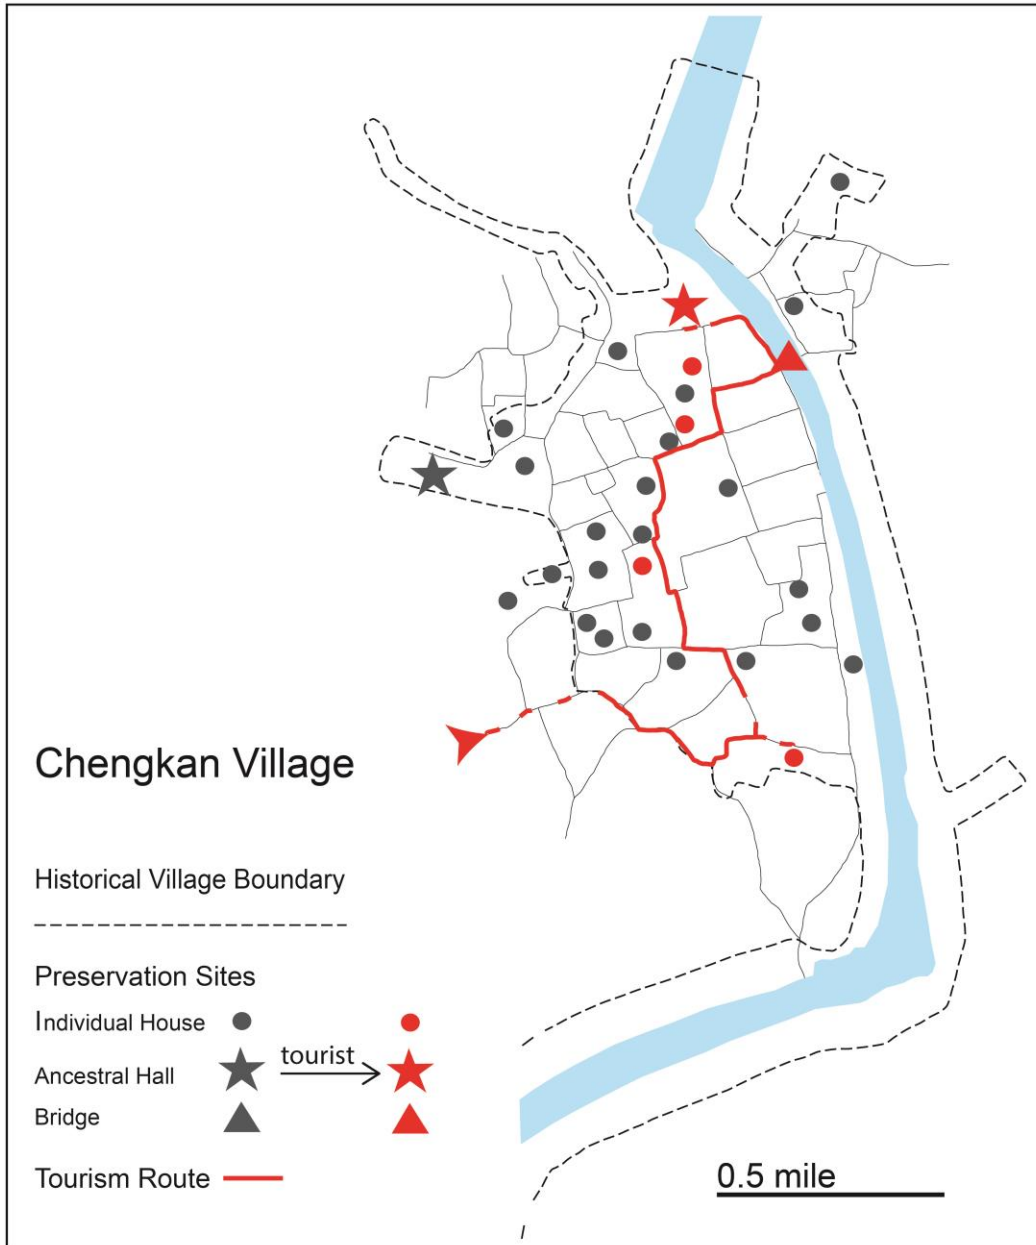 Chengkan Village
Historical Village Boundary
Preservation Sites
Individual House
tourist
Ancestral Hall
Bridge
Tourism Route
0.5 mile